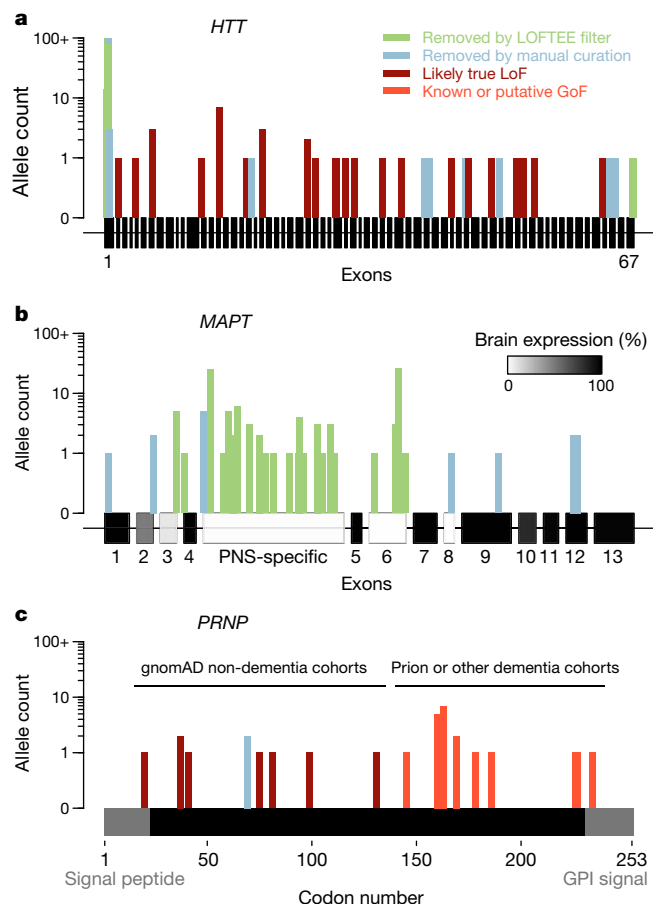 a
HTT
Removed by LOFTEE filter
Removed by manual curation
Likely true LoF
Known or putative GoF
Allele count
100+
10
1
0
1
67
Exons
b
MAPT
Brain expression (%)
0
100
Allele count
100+
10
1
0
1 2 3 4 PNS-specific 5 6 7 8 9 10 11 12 13
Exons
c
PRNP
gnomAD non-dementia cohorts
Prion or other dementia cohorts
Allele count
100+
10
1
0
1 50 100 150 200 253
Signal peptide
GPI signal
Codon number